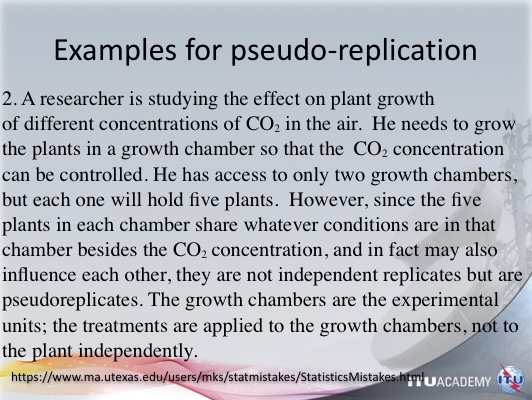 Examples for pseudo-replication
2. A researcher is studying the effect on plant growth
of different concentrations of CO₂ in the air.  He needs to grow
the plants in a growth chamber so that the  CO₂ concentration
can be controlled. He has access to only two growth chambers,
but each one will hold five plants.  However, since the five
plants in each chamber share whatever conditions are in that
chamber besides the CO₂ concentration, and in fact may also
influence each other, they are not independent replicates but are
pseudoreplicates. The growth chambers are the experimental
units; the treatments are applied to the growth chambers, not to
the plant independently.
https://www.ma.utexas.edu/users/mks/statmistakes/StatisticsMistakes.html
ITUACADEMY
ITU